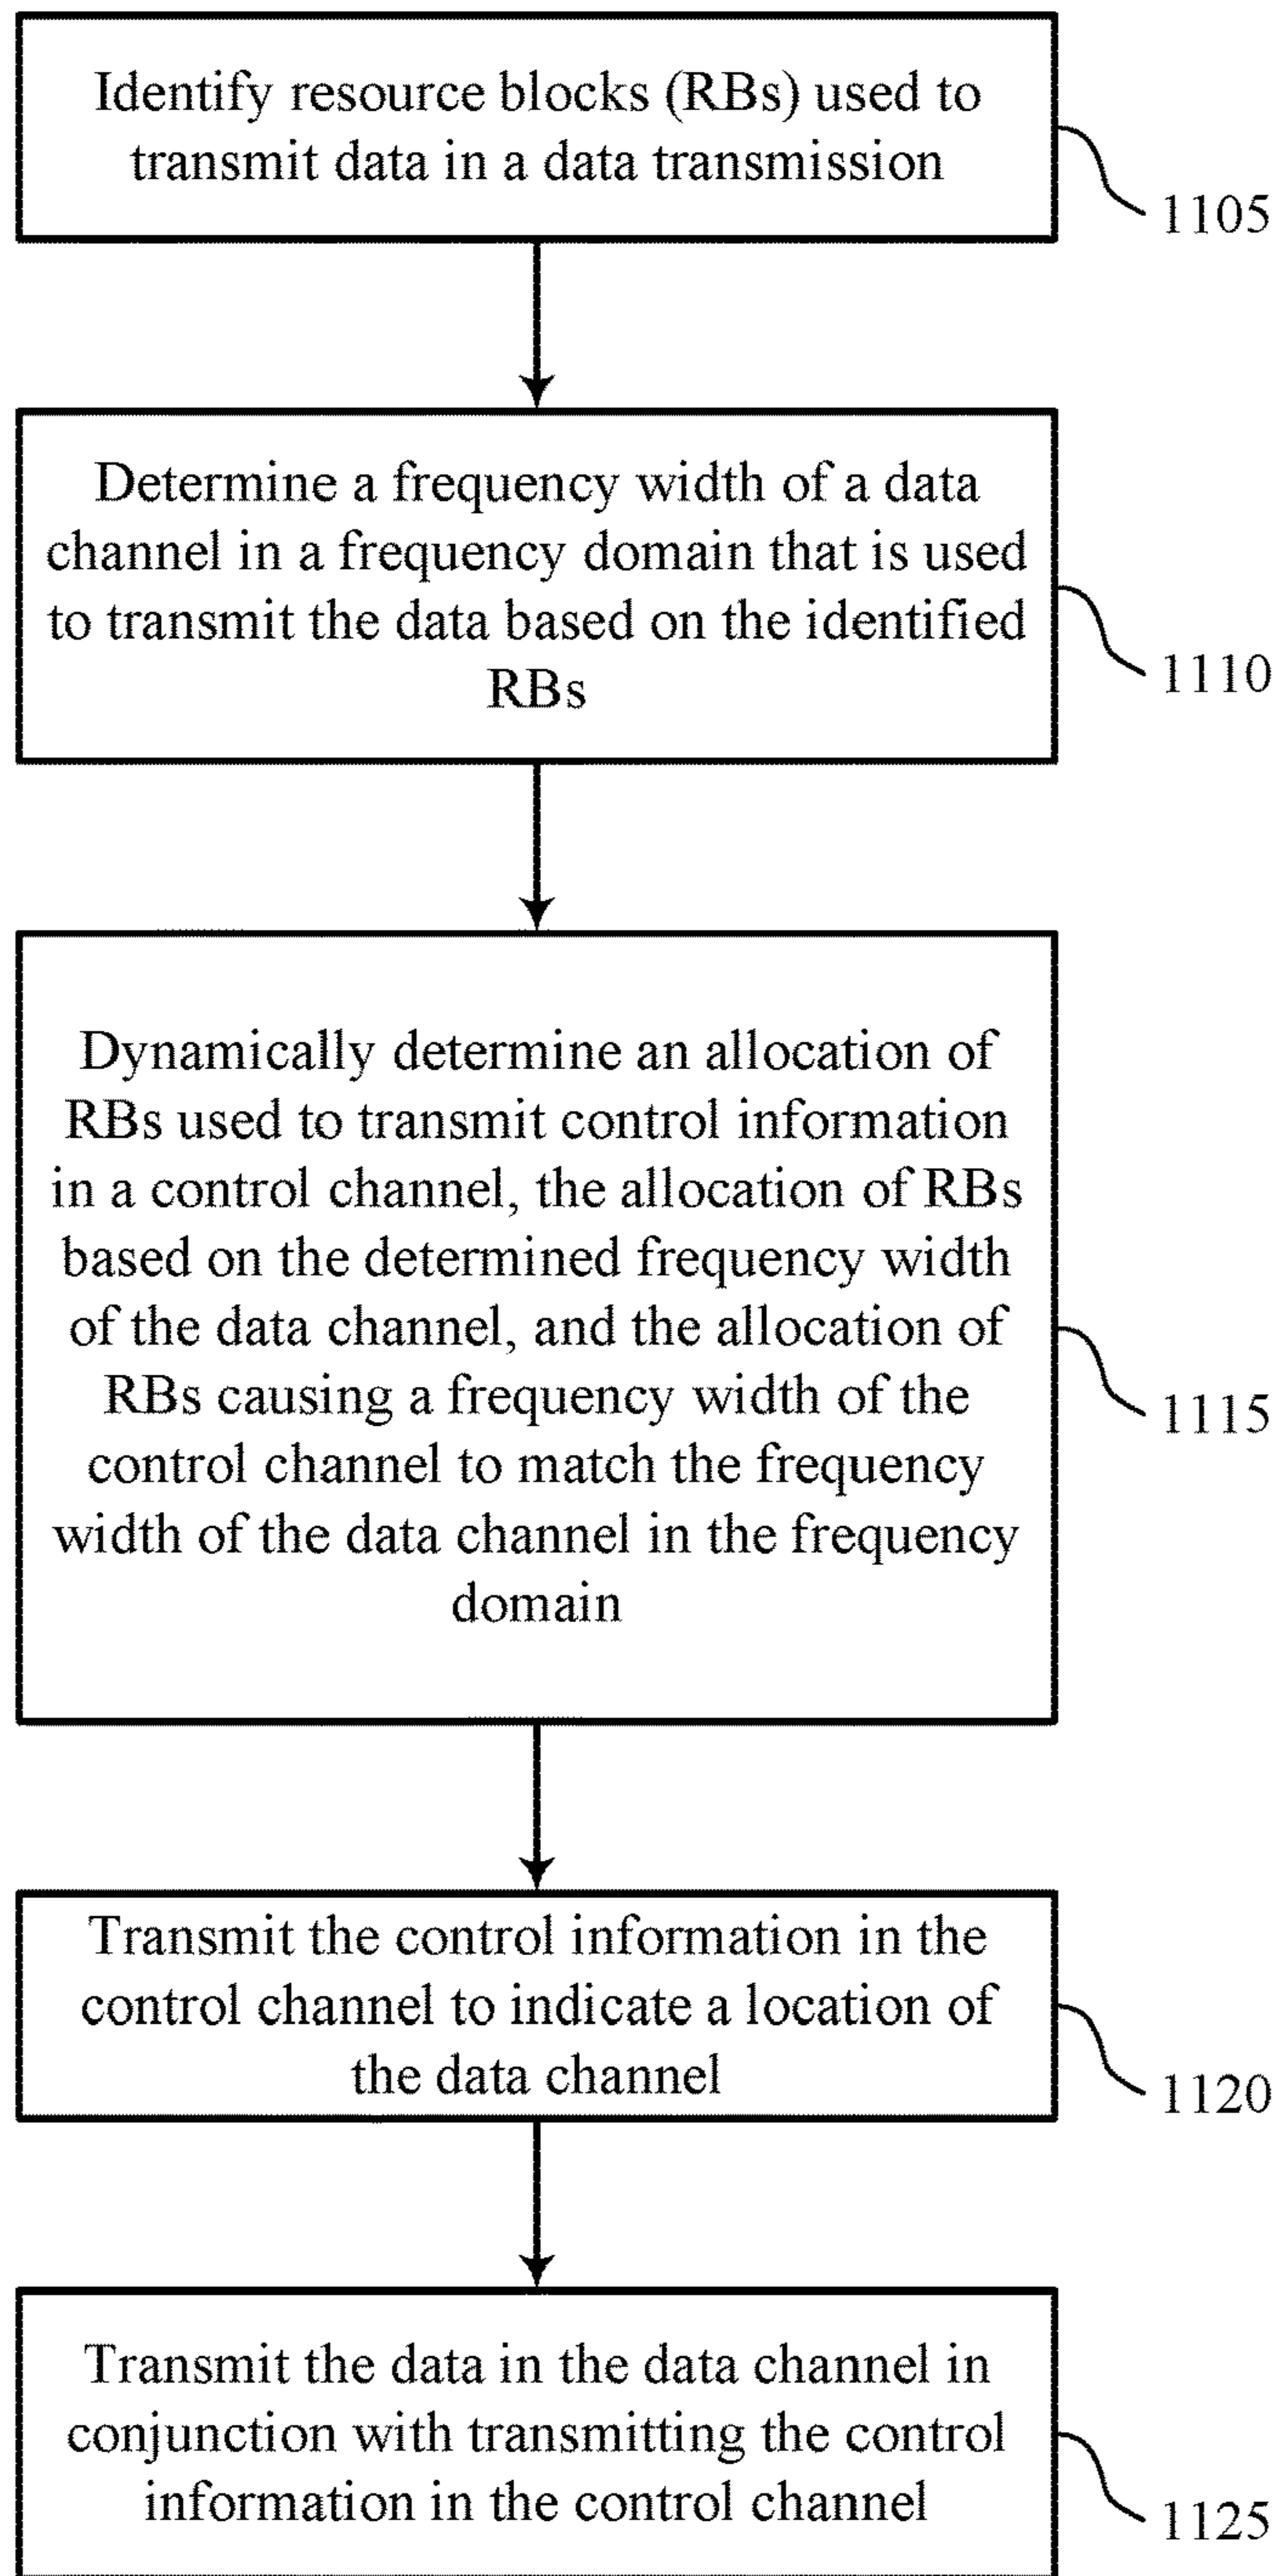 Identify resource blocks (RBs) used to
transmit data in a data transmission
1105
Determine a frequency width of a data
channel in a frequency domain that is used
to transmit the data based on the identified
RBs
1110
Dynamically determine an allocation of
RBs used to transmit control information
in a control channel, the allocation of RBs
based on the determined frequency width
of the data channel, and the allocation of
RBs causing a frequency width of the
control channel to match the frequency
width of the data channel in the frequency
domain
1115
Transmit the control information in the
control channel to indicate a location of
the data channel
1120
Transmit the data in the data channel in
conjunction with transmitting the control
information in the control channel
1125